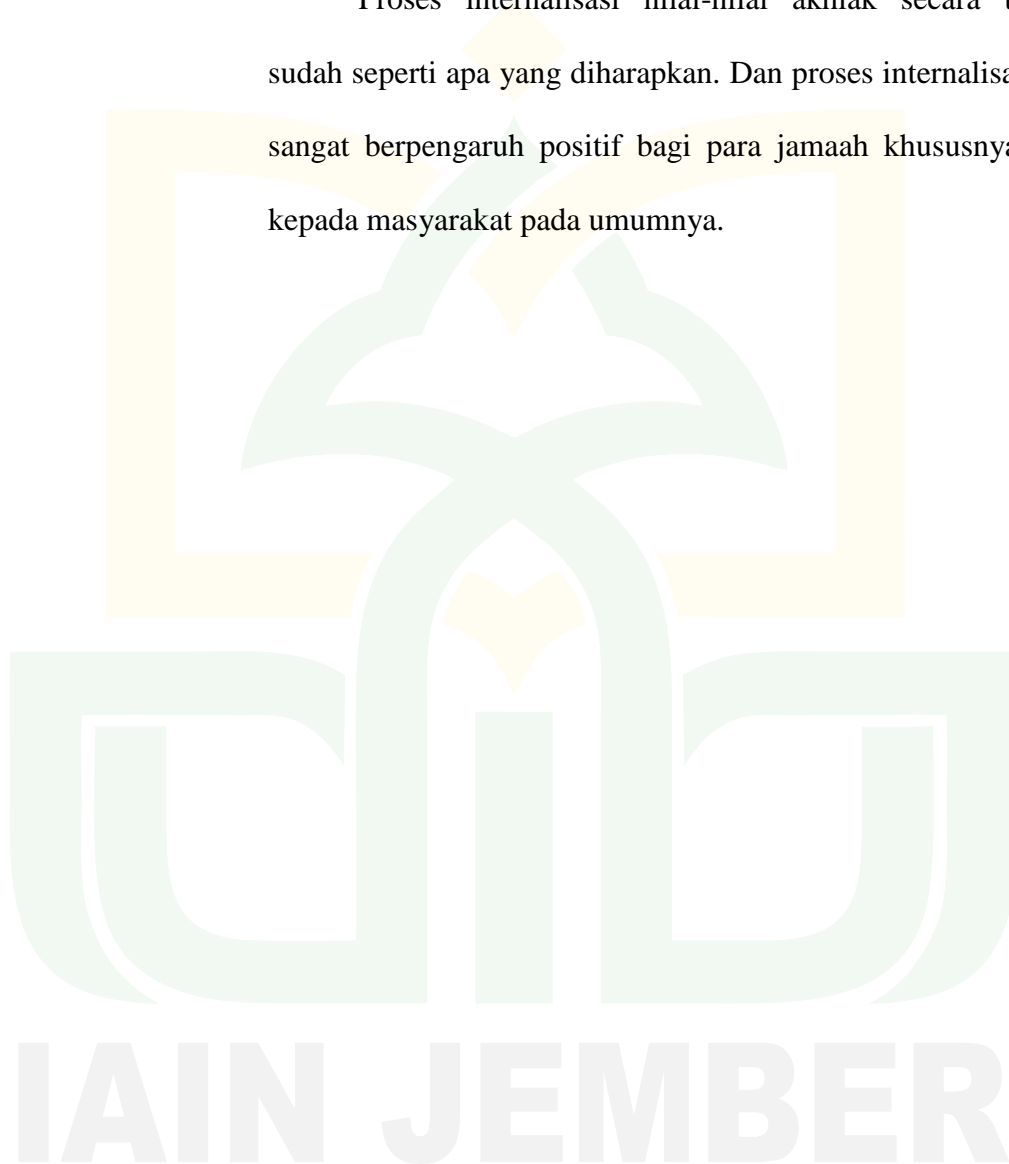 Proses internalisasi nilai-nilai akhlak secara
sudah seperti apa yang diharapkan. Dan proses
sangat berpengaruh positif bagi para jamaah khususnya
kepada masyarakat pada umumnya.
IAIN JEMBER